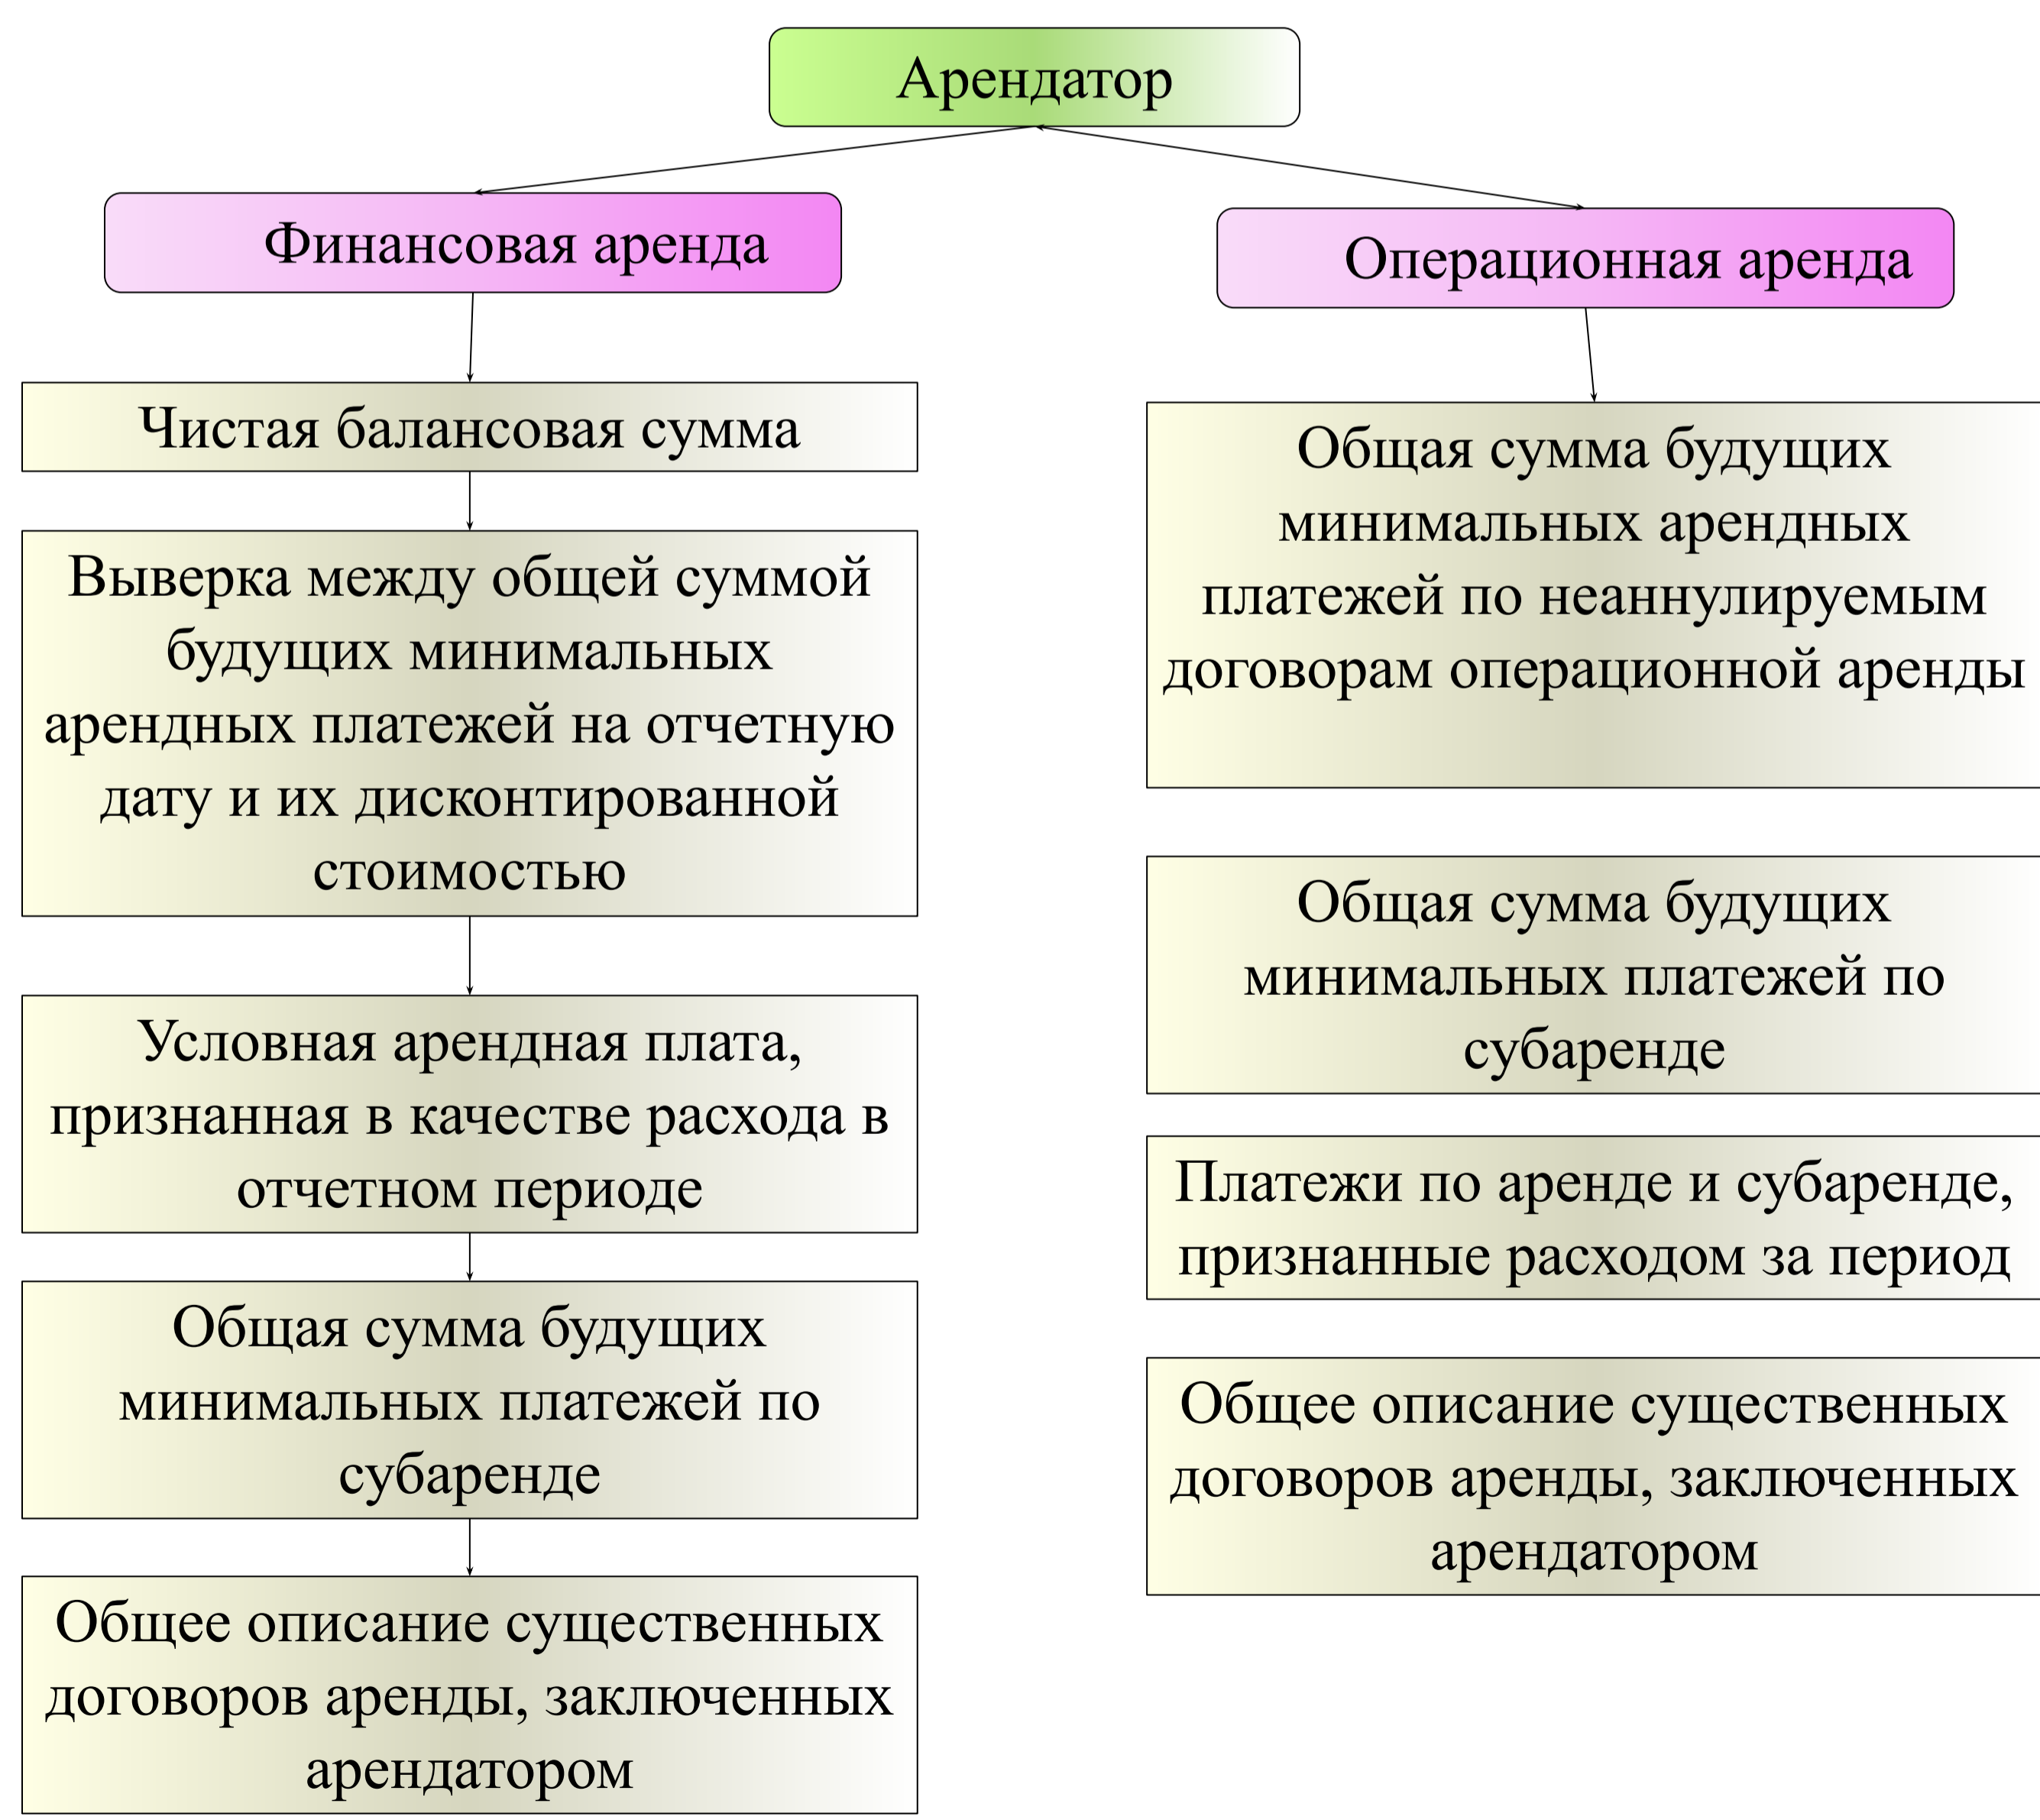 Арендатор
Финансовая аренда
Операционная аренда
Чистая балансовая сумма
Выверка между общей суммой
будущих минимальных
арендных платежей на отчетную
дату и их дисконтированной
стоимостью
Условная арендная плата,
признанная в качестве расхода в
отчетном периоде
Общая сумма будущих
минимальных платежей по
субаренде
Общее описание существенных
договоров аренды, заключенных
арендатором
Общая сумма будущих
минимальных арендных
платежей по неаннулируемым
договорам операционной аренды
Общая сумма будущих
минимальных платежей по
субаренде
Платежи по аренде и субаренде,
признанные расходом за период
Общее описание существенных
договоров аренды, заключенных
арендатором